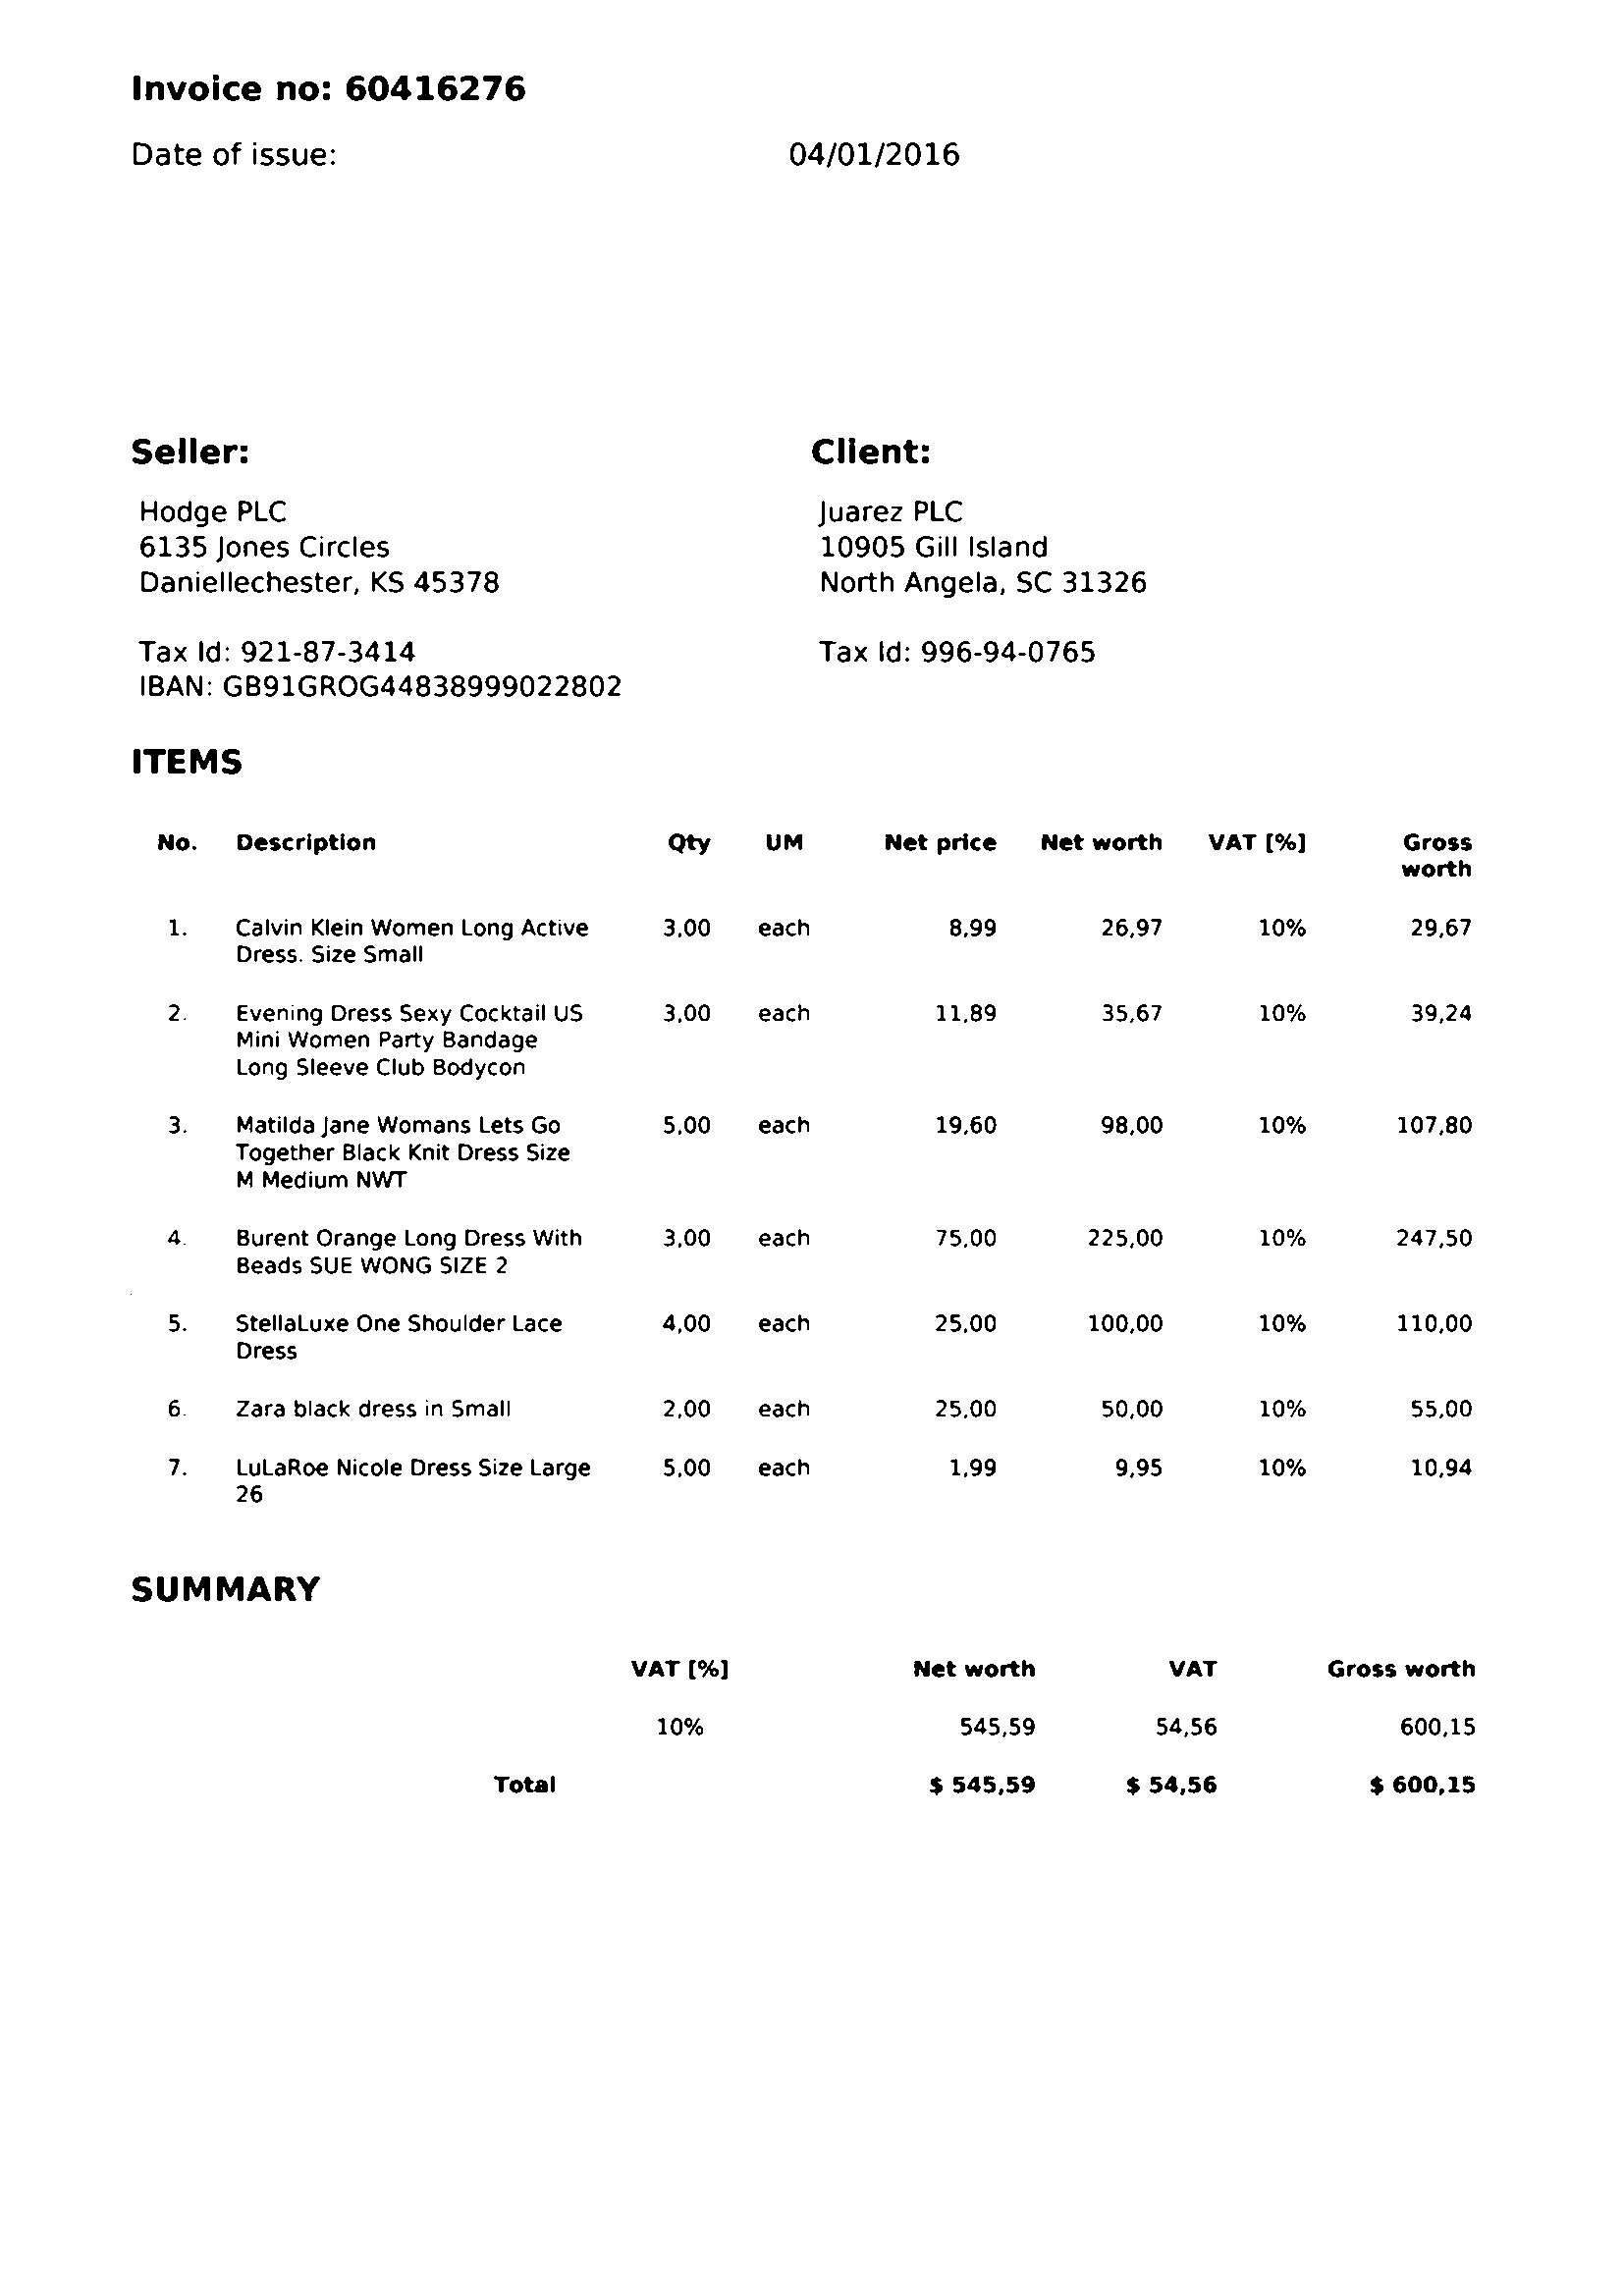 Invoice no: 60416276
Date of issue: 04/01/2016
Seller: Client:
Hodge PLC Juarez PLC
6135 Jones Circles 10905 Gill Island
Daniellechester, KS 45378 North Angela, SC 31326
Tax Id: 921-87-3414 Tax Id: 996-94-0765
IBAN: GB91GROG44838999022802
ITEMS
No. Description Qty UM Net price Net worth VAT [%] Gross
worth
1. Calvin Klein Women Long Active 3,00 each 8,99 26,97 10% 29,67
Dress. Size Small
2. Evening Dress Sexy Cocktail US 3,00 each 11,89 35,67 10% 39,24
Mini Women Party Bandage
Long Sleeve Club Bodycon
3. Matilda Jane Womans Lets Go 5,00 each 19,60 98,00 10% 107,80
Together Black Knit Dress Size
M Medium NWT
4. Burent Orange Long Dress With 3,00 each 75,00 225,00 10% 247,50
Beads SUE WONG SIZE 2
5. StellaLuxe One Shoulder Lace 4,00 each 25,00 100,00 10% 110,00
Dress
6. Zara black dress in Small 2,00 each 25,00 50,00 10% 55,00
7. LuLaRoe Nicole Dress Size Large 5,00 each 1,99 9,95 10% 10,94
26
SUMMARY
VAT [%] Net worth VAT Gross worth
10% 545,59 54,56 600,15
Total $ 545,59 $ 54,56 $ 600,15